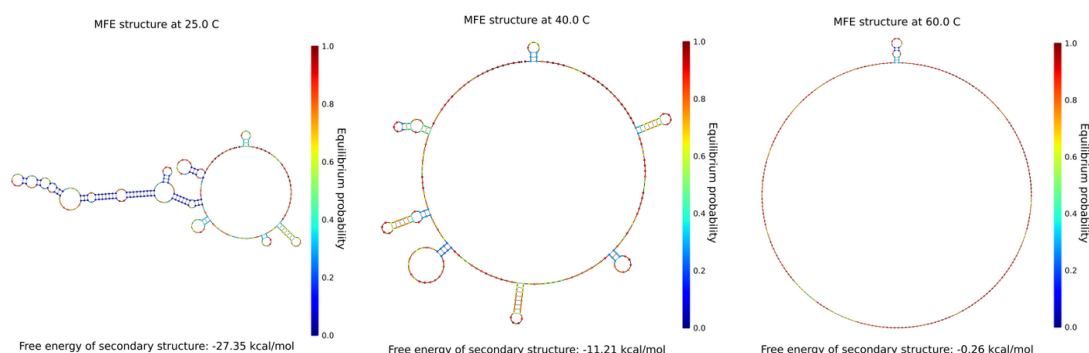 MFE structure at 25.0 C
1.0
0.8
0.6
0.4
0.2
0.0
Equilibrium probability
Free energy of secondary structure: -27.35 kcal/mol
MFE structure at 40.0 C
1.0
0.8
0.6
0.4
0.2
0.0
Equilibrium probability
Free energy of secondary structure: -11.21 kcal/mol
MFE structure at 60.0 C
1.0
0.8
0.6
0.4
0.2
0.0
Equilibrium probability
Free energy of secondary structure: -0.26 kcal/mol